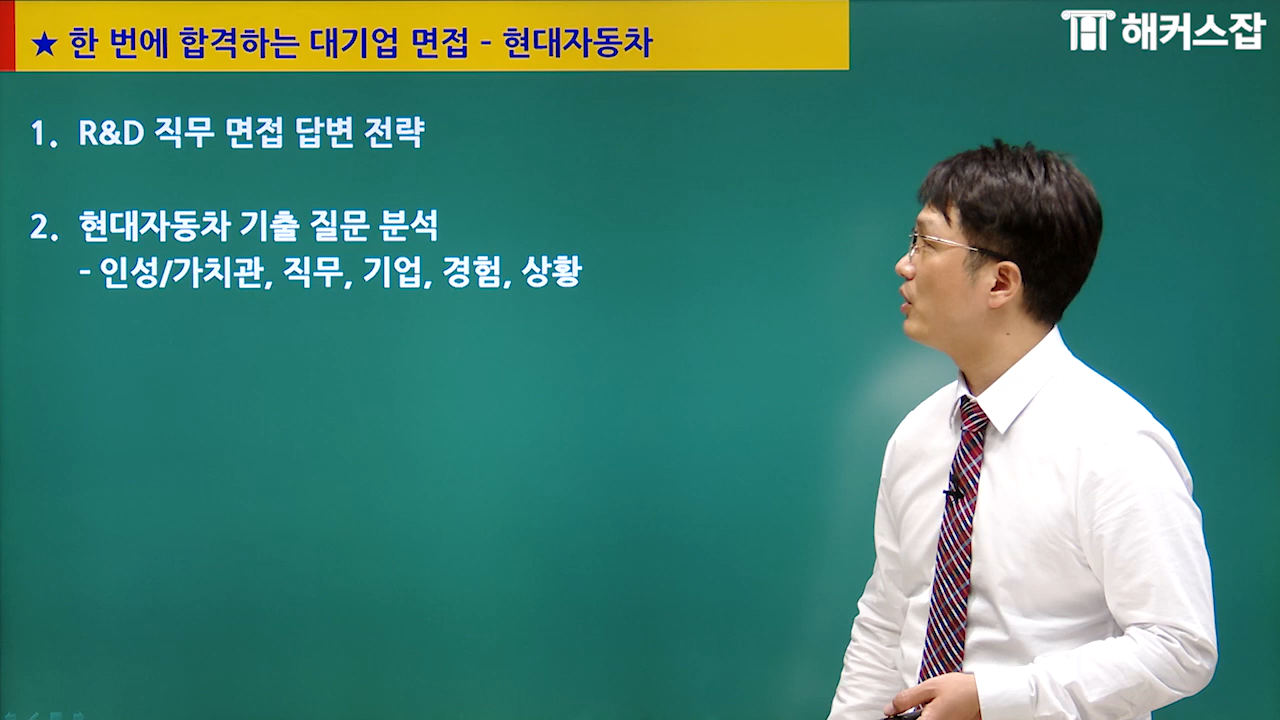 ★ 한 번에 합격하는 대기업 면접 - 현대자동차
해커스잡
1. R&D 직무 면접 답변 전략
2. 현대자동차 기출 질문 분석
- 인성/가치관, 직무, 기업, 경험, 상황